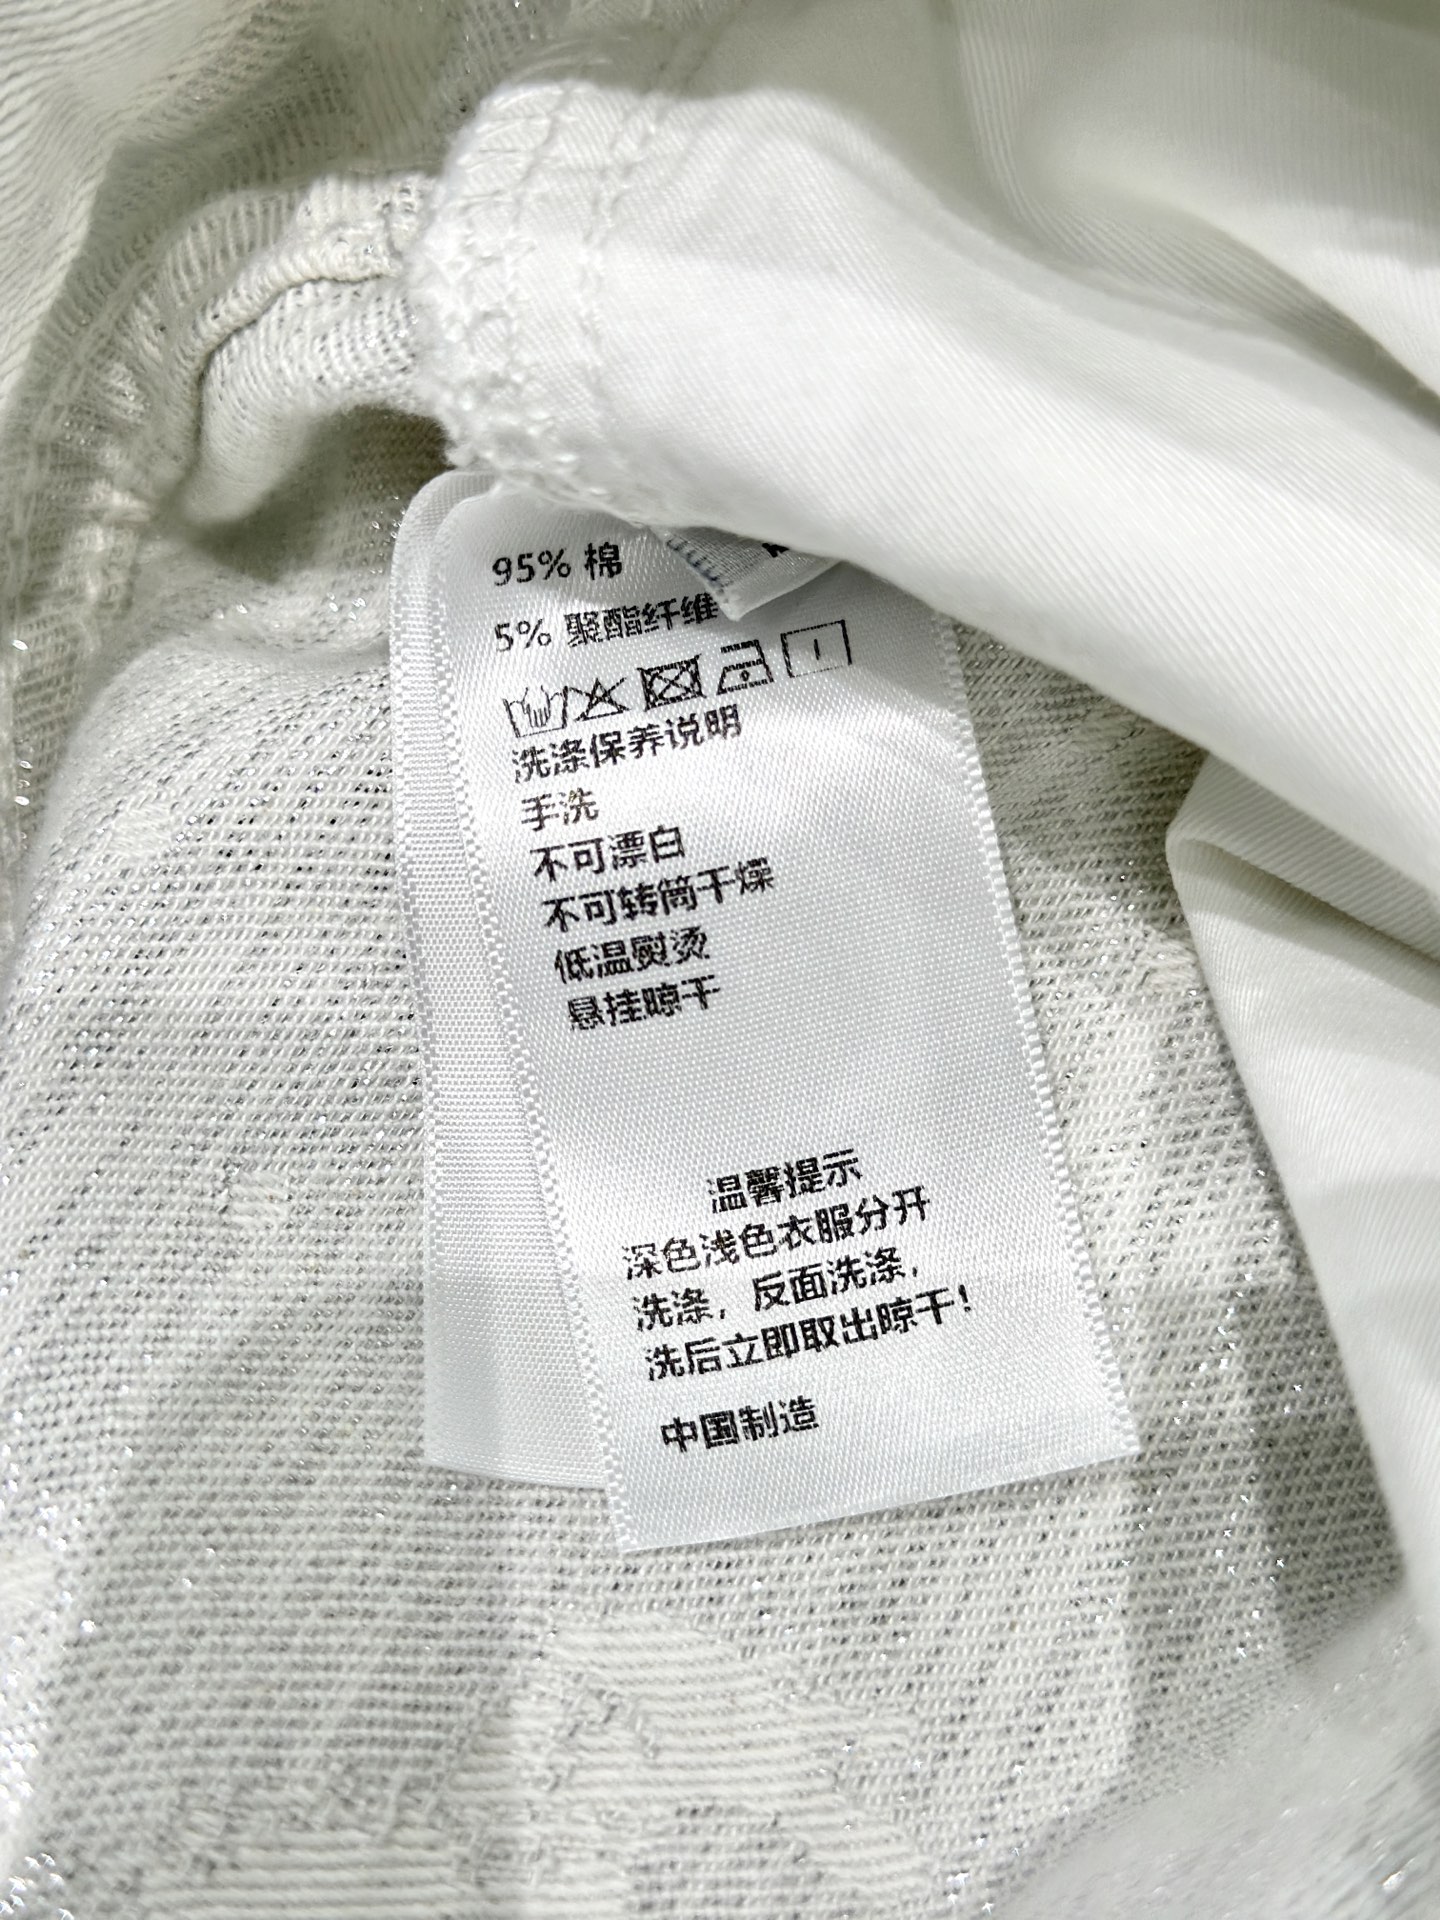 95% 棉
5% 聚酯纤维
洗涤保养说明
手洗
不可漂白
不可转筒干燥
低温熨烫
悬挂晾干
温馨提示
深色浅色衣服分开
洗涤，反面洗涤，
洗后立即取出晾干！
中国制造